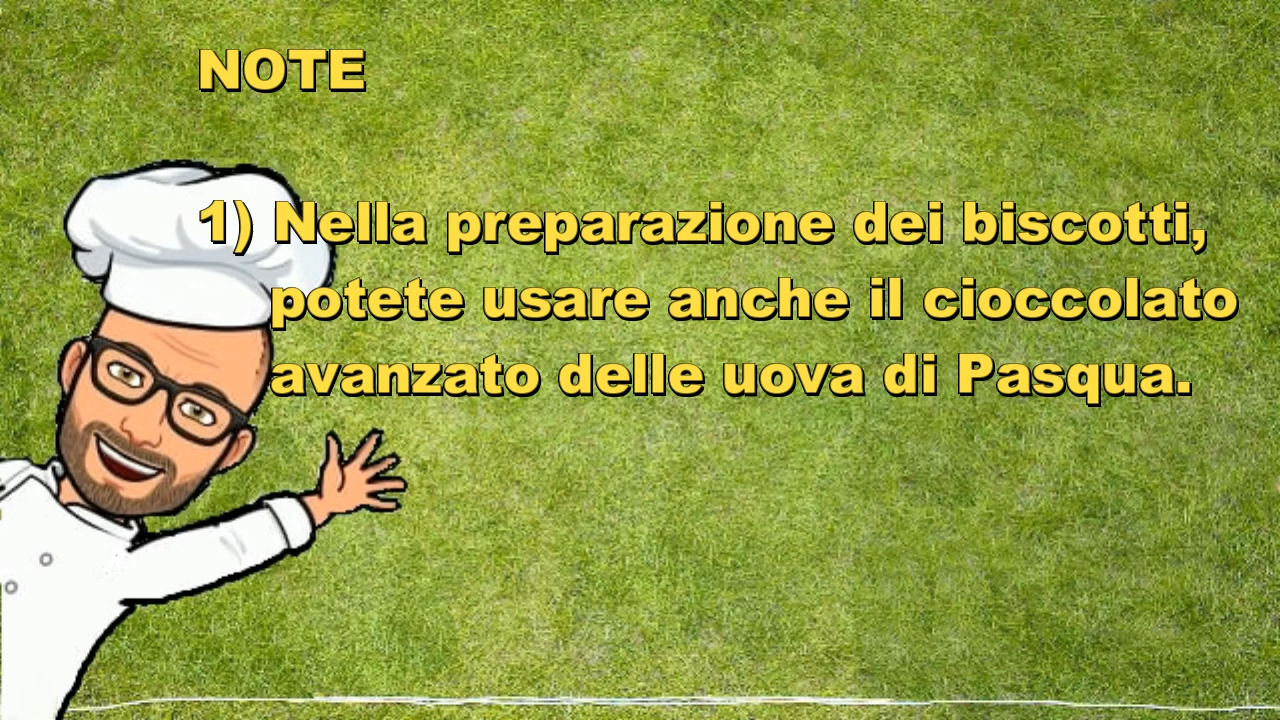 NOTE
1) Nella preparazione dei biscotti,
potete usare anche il cioccolato
avanzato delle uova di Pasqua.